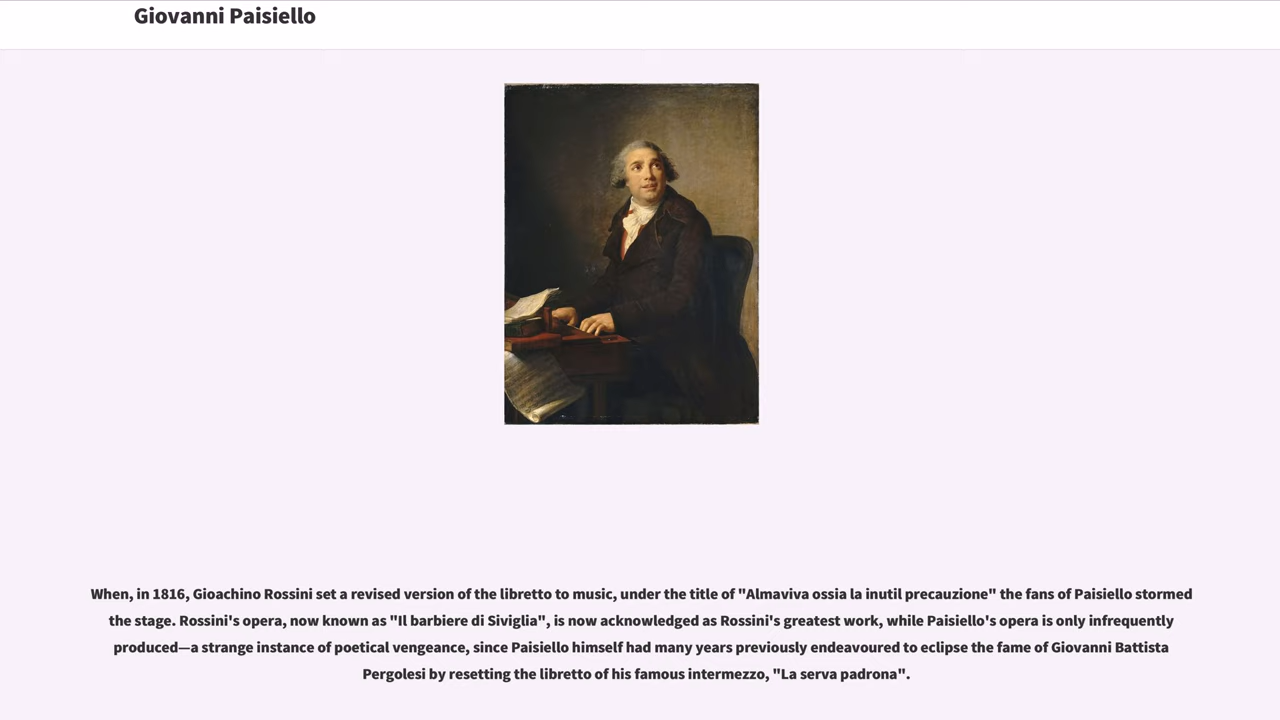 Giovanni Paisiello
When, in 1816, Gioachino Rossini set a revised version of the libretto to music, under the title of "Almaviva ossia la inutil precauzione" the fans of Paisiello stormed
the stage. Rossini's opera, now known as "Il barbiere di Siviglia", is now acknowledged as Rossini's greatest work, while Paisiello's opera is only infrequently
produced—a strange instance of poetical vengeance, since Paisiello himself had many years previously endeavoured to eclipse the fame of Giovanni Battista
Pergolesi by resetting the libretto of his famous intermezzo, "La serva padrona".